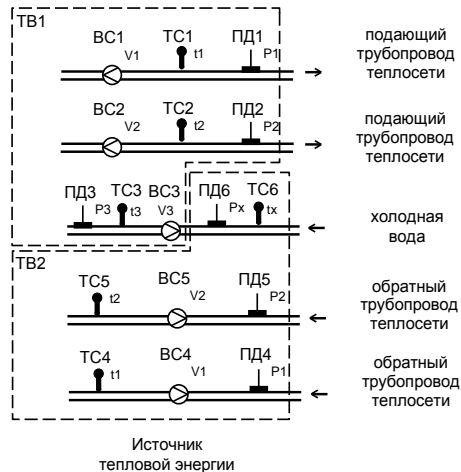 ТВ1
ВС1 ТС1 ПД1
V1 t1 P1
подающий
трубопровод
теплосети
ВС2 ТС2 ПД2
V2 t2 P2
подающий
трубопровод
теплосети
ПД3 ТС3 ВС3 ПД6 ТС6
P3 t3 V3 Px tx
холодная
вода
ТВ2
ТС5 ВС5 ПД5
t2 V2 P2
обратный
трубопровод
теплосети
ТС4 ВС4 ПД4
t1 V1 P1
обратный
трубопровод
теплосети
Источник
тепловой энергии